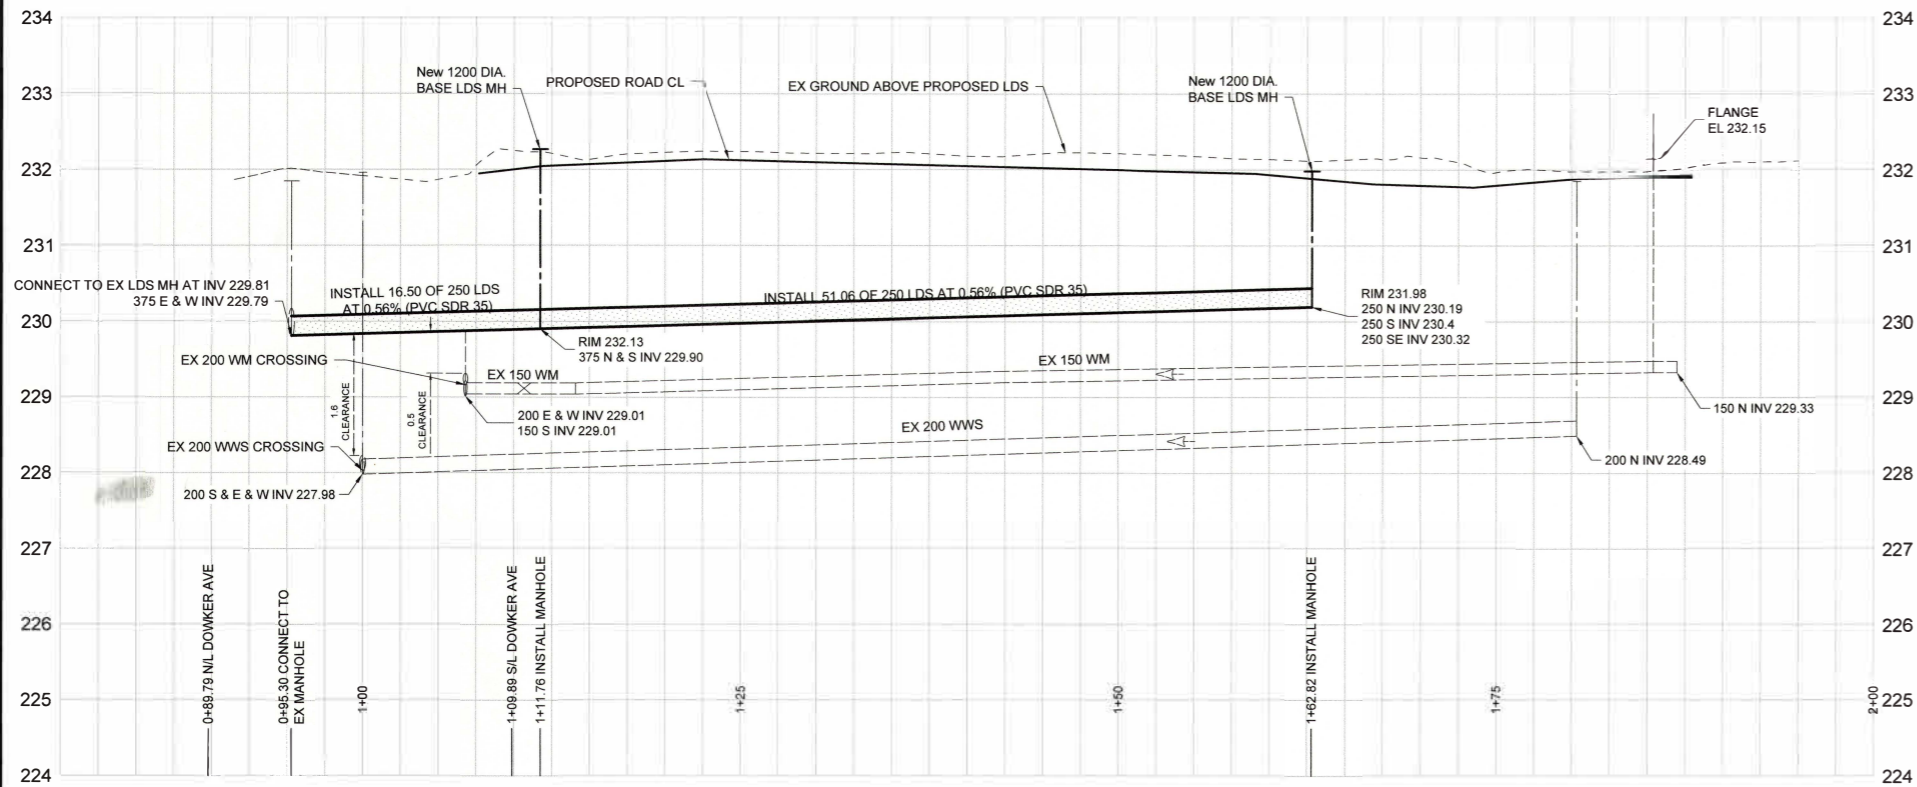 234
234
New 1200 DIA.
BASE LDS MH
PROPOSED ROAD CL
EX GROUND ABOVE PROPOSED LDS
New 1200 DIA.
BASE LDS MH
233
233
FLANGE
EL 232.15
232
232
231
231
CONNECT TO EX LDS MH AT INV 229.81
375 E & W INV 229.79
INSTALL 16.50 OF 250 LDS
AT 0.56% (PVC SDR 35)
INSTALL 51.06 OF 250 LDS AT 0.56% (PVC SDR 35)
RIM 231.98
250 N INV 230.19
250 S INV 230.4
250 SE INV 230.32
230
230
RIM 232.13
375 N & S INV 229.90
EX 200 WM CROSSING
EX 150 WM
EX 150 WM
229
229
1.6
CLEARANCE
0.5
CLEARANCE
200 E & W INV 229.01
150 S INV 229.01
150 N INV 229.33
EX 200 WWS CROSSING
EX 200 WWS
200 N INV 228.49
228
228
200 S & E & W INV 227.98
227
227
226
226
225
225
0+89.79 N/L DOWKER AVE
0+95.30 CONNECT TO
EX MANHOLE
1+00
1+09.89 S/L DOWKER AVE
1+11.76 INSTALL MANHOLE
1+25
1+50
1+62.82 INSTALL MANHOLE
1+75
2+00
224
224